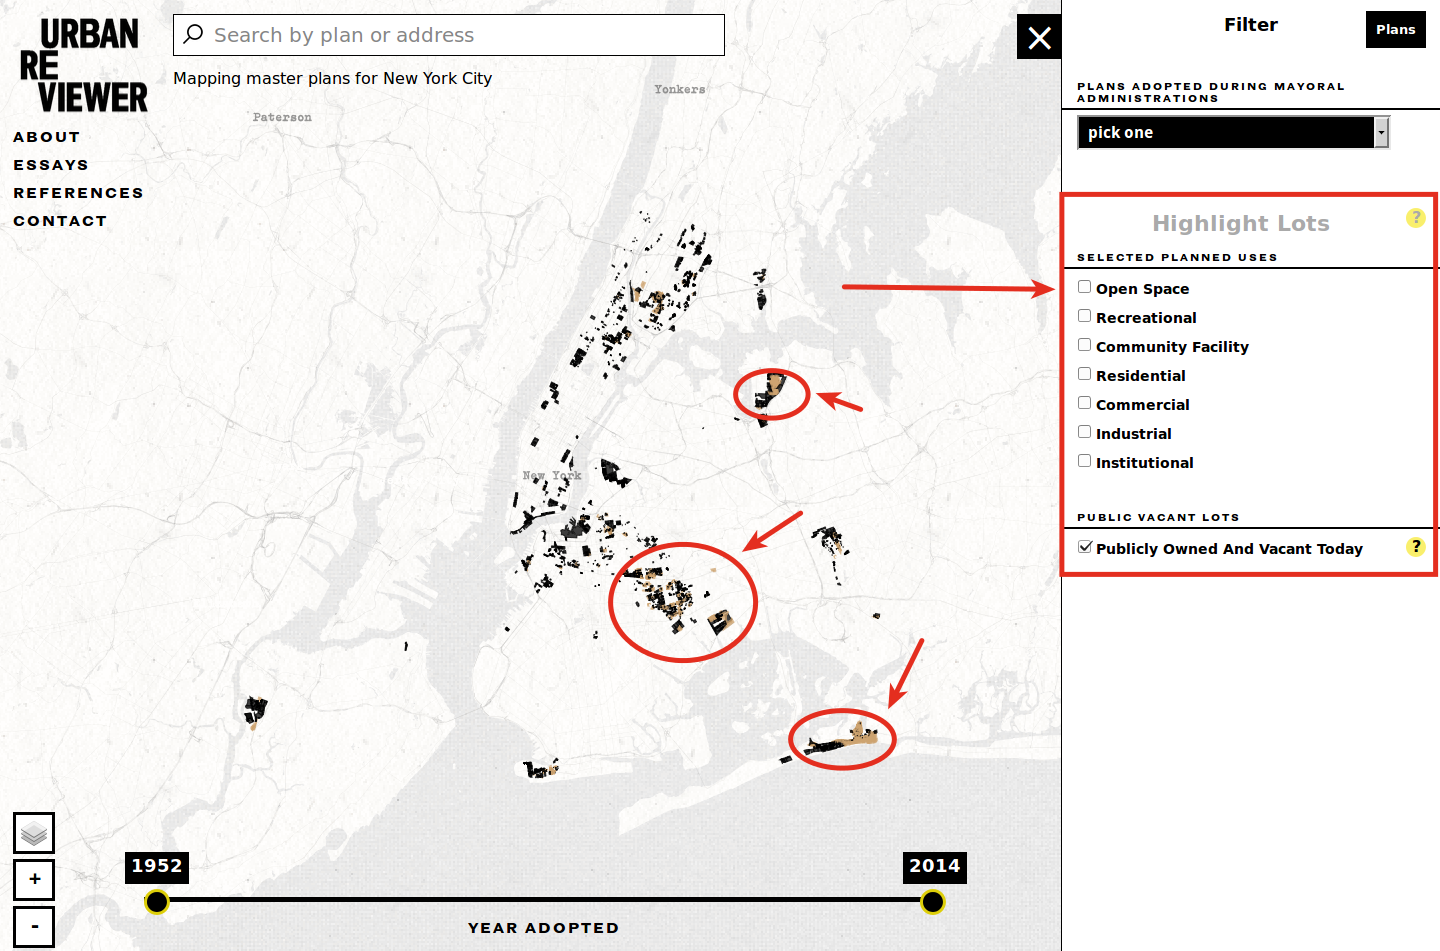 URBAN
RE
VIEWER
Search by plan or address
Mapping master plans for New York City
ABOUT
ESSAYS
REFERENCES
CONTACT
Yonkers
Paterson
New York
1952
2014
YEAR ADOPTED
+
-
Filter
Plans
PLANS ADOPTED DURING MAYORAL
ADMINISTRATIONS
pick one
Highlight Lots
?
SELECTED PLANNED USES
Open Space
Recreational
Community Facility
Residential
Commercial
Industrial
Institutional
PUBLIC VACANT LOTS
Publicly Owned And Vacant Today
?